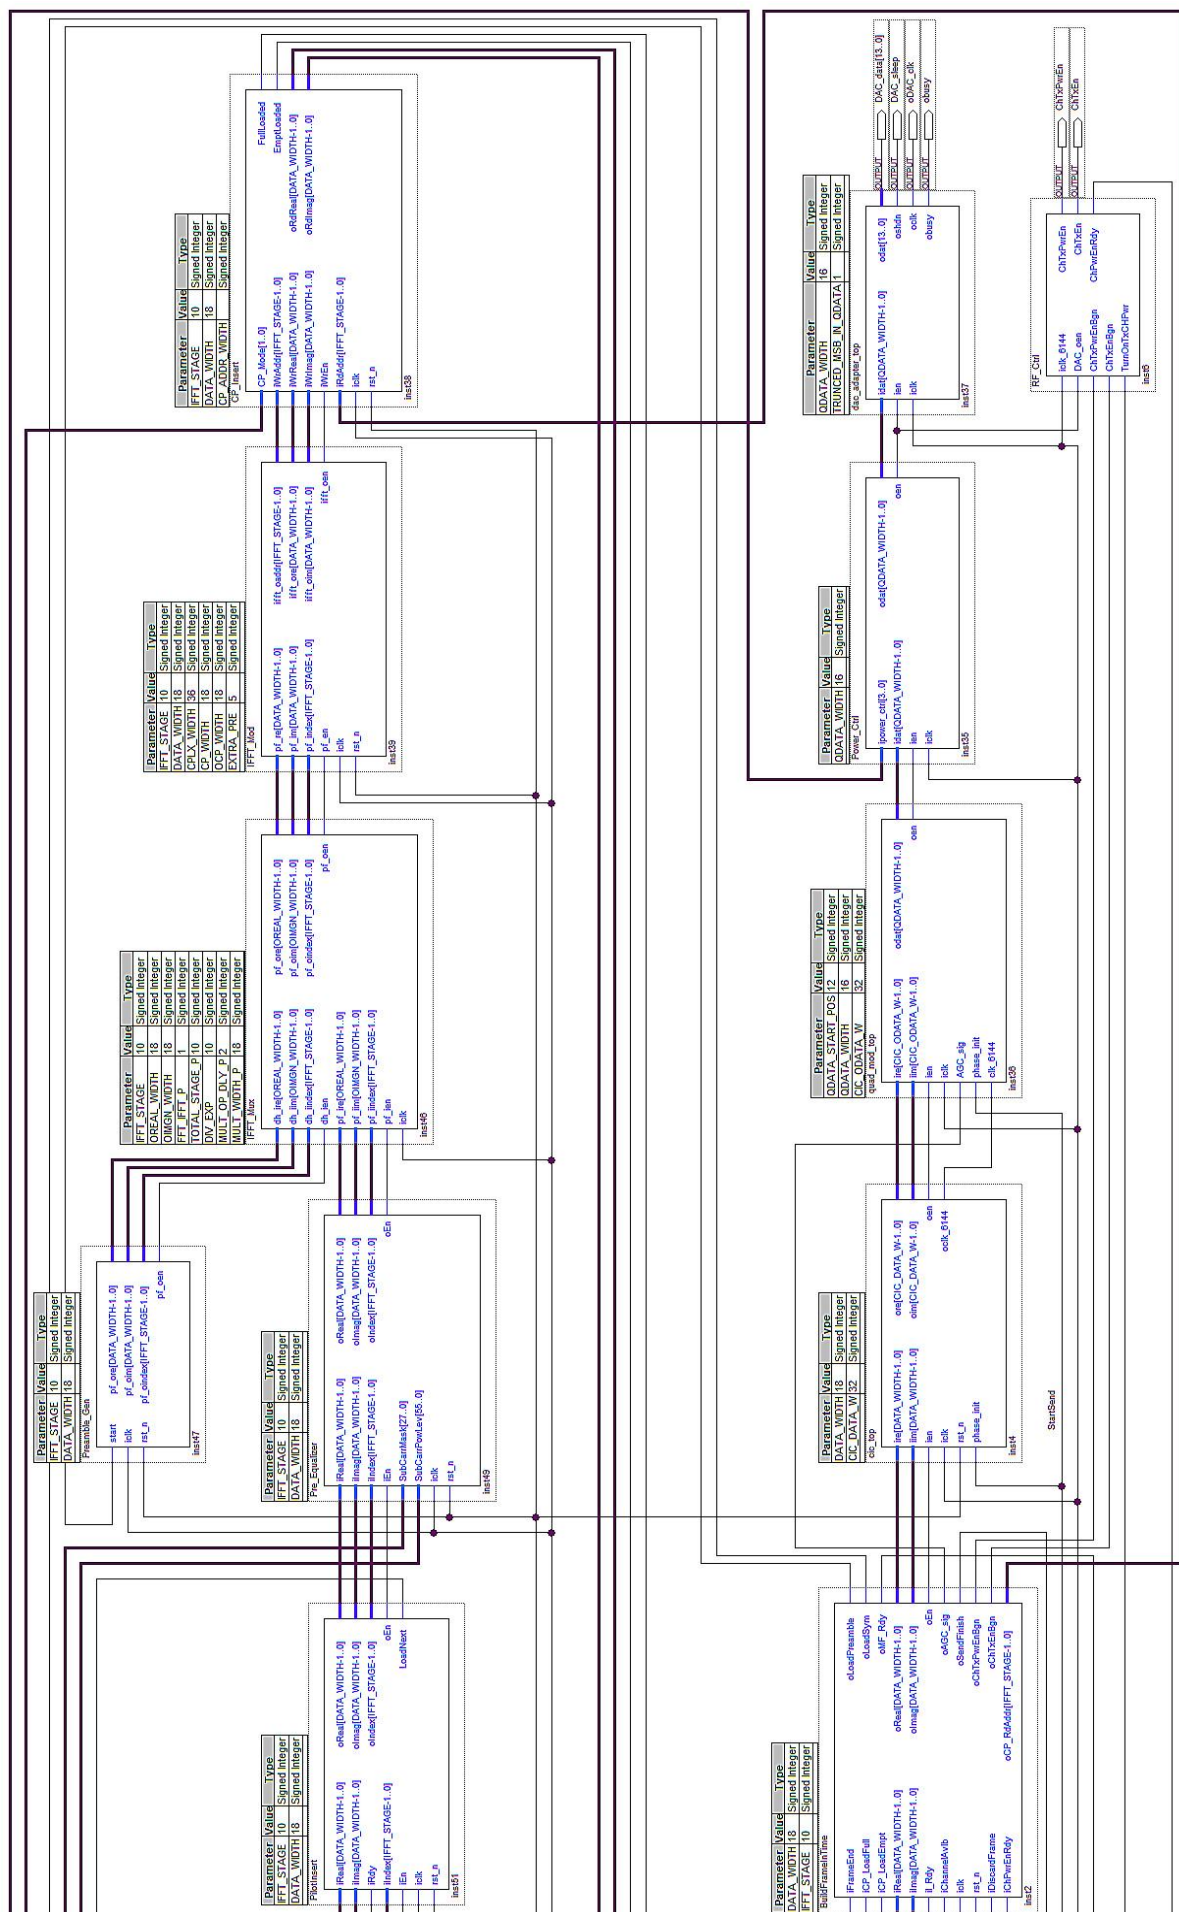 Parameter Value Type
IFFT_STAGE 10 Signed Integer
DATA_WIDTH 18 Signed Integer
PilotInsert
iReal[DATA_WIDTH-1..0]
iImag[DATA_WIDTH-1..0]
iRdy
iIndex[IFFT_STAGE-1..0]
iEn
iclk
rst_n
oReal[DATA_WIDTH-1..0]
oImag[DATA_WIDTH-1..0]
oIndex[IFFT_STAGE-1..0]
oEn
LoadNext
inst51
Parameter Value Type
IFFT_STAGE 10 Signed Integer
DATA_WIDTH 18 Signed Integer
Preamble_Gen
start
iclk
rst_n
pf_ore[DATA_WIDTH-1..0]
pf_oim[DATA_WIDTH-1..0]
pf_oindex[IFFT_STAGE-1..0]
pf_oen
inst47
Parameter Value Type
IFFT_STAGE 10 Signed Integer
DATA_WIDTH 18 Signed Integer
Pre_Equalizer
iReal[DATA_WIDTH-1..0]
iImag[DATA_WIDTH-1..0]
iIndex[IFFT_STAGE-1..0]
iEn
SubCarrMask[27..0]
SubCarrPowLev[55..0]
iclk
rst_n
oReal[DATA_WIDTH-1..0]
oImag[DATA_WIDTH-1..0]
oIndex[IFFT_STAGE-1..0]
oEn
inst49
Parameter Value Type
IFFT_STAGE 10 Signed Integer
OREAL_WIDTH 18 Signed Integer
OIMGN_WIDTH 18 Signed Integer
FFT_IFFT_P 1 Signed Integer
TOTAL_STAGE_P 10 Signed Integer
DIV_EXP 10 Signed Integer
MULT_OP_DLY_P 2 Signed Integer
MULT_WIDTH_P 18 Signed Integer
IFFT_Mux
dh_ire[OREAL_WIDTH-1..0]
dh_iim[OIMGN_WIDTH-1..0]
dh_iindex[IFFT_STAGE-1..0]
dh_ien
pf_ire[OREAL_WIDTH-1..0]
pf_iim[OIMGN_WIDTH-1..0]
pf_iindex[IFFT_STAGE-1..0]
pf_ien
iclk
pf_ore[OREAL_WIDTH-1..0]
pf_oim[OIMGN_WIDTH-1..0]
pf_oindex[IFFT_STAGE-1..0]
pf_oen
inst46
Parameter Value Type
IFFT_STAGE 10 Signed Integer
DATA_WIDTH 18 Signed Integer
CPLX_WIDTH 36 Signed Integer
CP_WIDTH 18 Signed Integer
OCP_WIDTH 18 Signed Integer
EXTRA_PRE 5 Signed Integer
IFFT_Mod
pf_re[DATA_WIDTH-1..0]
pf_im[DATA_WIDTH-1..0]
pf_index[IFFT_STAGE-1..0]
pf_en
iclk
rst_n
ifft_oaddr[IFFT_STAGE-1..0]
ifft_ore[DATA_WIDTH-1..0]
ifft_oim[DATA_WIDTH-1..0]
ifft_oen
inst39
Parameter Value Type
IFFT_STAGE 10 Signed Integer
DATA_WIDTH 18 Signed Integer
CP_ADDR_WIDTH Signed Integer
CP_Insert
CP_Mode[1..0]
iWrAddr[IFFT_STAGE-1..0]
iWrReal[DATA_WIDTH-1..0]
iWrImag[DATA_WIDTH-1..0]
iWrEn
iRdAddr[IFFT_STAGE-1..0]
iclk
rst_n
FullLoaded
EmptLoaded
oRdReal[DATA_WIDTH-1..0]
oRdImag[DATA_WIDTH-1..0]
inst38
Parameter Value Type
DATA_WIDTH 18 Signed Integer
IFFT_STAGE 10 Signed Integer
BuildFrameInTime
iFrameEnd
iCP_LoadFull
iCP_LoadEmpt
iReal[DATA_WIDTH-1..0]
iImag[DATA_WIDTH-1..0]
iI_Rdy
iChannelAvlb
iclk
rst_n
iDiscardFrame
iChPwrEnRdy
oLoadPreamble
oLoadSym
oMF_Rdy
oReal[DATA_WIDTH-1..0]
oImag[DATA_WIDTH-1..0]
oEn
oAGC_sig
oSendFinish
oChTxPwrEnBgn
oChTxEnBgn
oCP_RdAddr[IFFT_STAGE-1..0]
inst2
Parameter Value Type
DATA_WIDTH 18 Signed Integer
CIC_DATA_W 32 Signed Integer
cic_top
ire[DATA_WIDTH-1..0]
iim[DATA_WIDTH-1..0]
ien
iclk
rst_n
phase_init
ore[CIC_DATA_W-1..0]
oim[CIC_DATA_W-1..0]
oen
oclk_6144
inst4
StartSend
Parameter Value Type
QDATA_START_POS 12 Signed Integer
QDATA_WIDTH 16 Signed Integer
CIC_ODATA_W 32 Signed Integer
quad_mod_top
ire[CIC_ODATA_W-1..0]
iim[CIC_ODATA_W-1..0]
ien
iclk
AGC_sig
phase_init
clk_6144
odat[QDATA_WIDTH-1..0]
oen
inst36
Parameter Value Type
QDATA_WIDTH 16 Signed Integer
Power_Ctrl
ipower_ctrl[3..0]
idat[QDATA_WIDTH-1..0]
ien
iclk
odat[QDATA_WIDTH-1..0]
oen
inst35
Parameter Value Type
QDATA_WIDTH 16 Signed Integer
TRUNCED_MSB_IN_QDATA 1 Signed Integer
dac_adapter_top
idat[QDATA_WIDTH-1..0]
ien
iclk
odat[13..0]
oshdn
oclk
obusy
inst37
OUTPUT DAC_data[13..0]
OUTPUT DAC_sleep
OUTPUT oDAC_clk
OUTPUT obusy
RF_Ctrl
iclk_6144
DAC_oen
ChTxPwrEnBgn
ChTxEnBgn
TurnOnTxCHPwr
ChTxPwrEn
ChTxEn
ChPwrEnRdy
inst6
OUTPUT ChTxPwrEn
OUTPUT ChTxEn